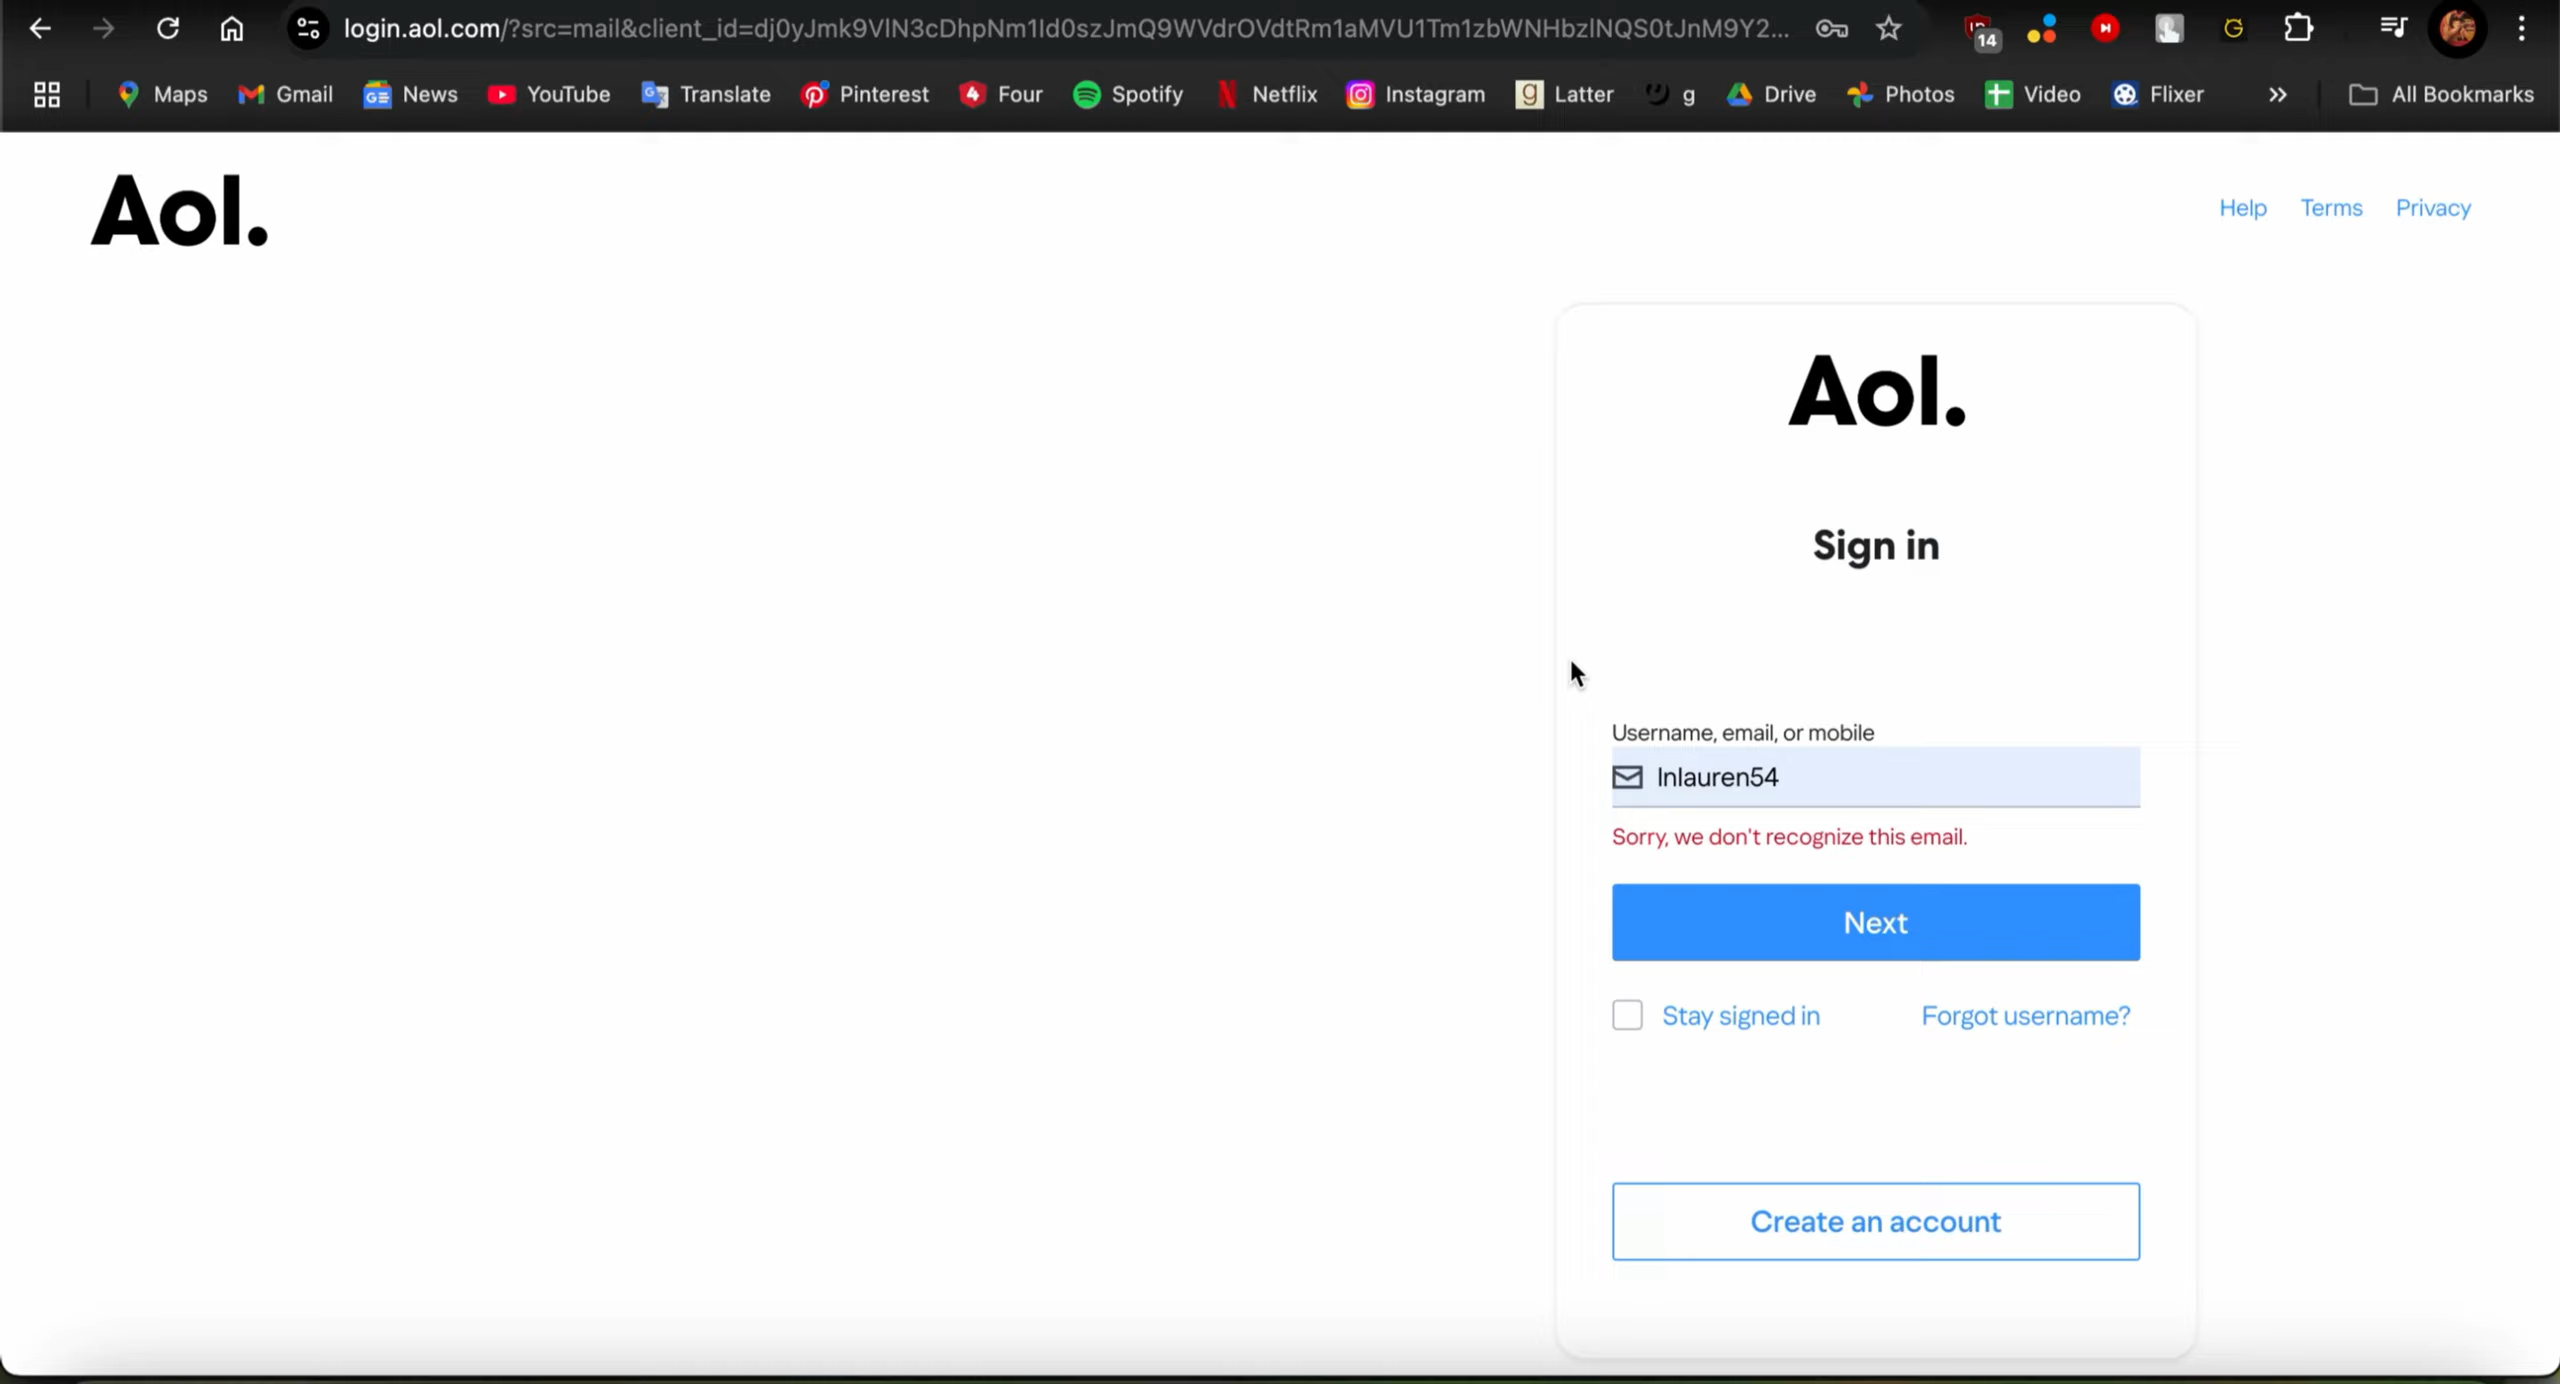 login.aol.com/?src=mail&client_id=dj0yJmk9VlN3cDhpNm1ld0szJmQ9WVdrOVdtRm1aMVU1Tm1zbWNHbzlNQS0tJnM9Y2...
14
Maps Gmail News YouTube Translate Pinterest Four Spotify Netflix Instagram Latter g Drive Photos Video Flixer » All Bookmarks
Aol.
Help Terms Privacy
Aol.
Sign in
Username, email, or mobile
lnlauren54
Sorry, we don't recognize this email.
Next
Stay signed in Forgot username?
Create an account